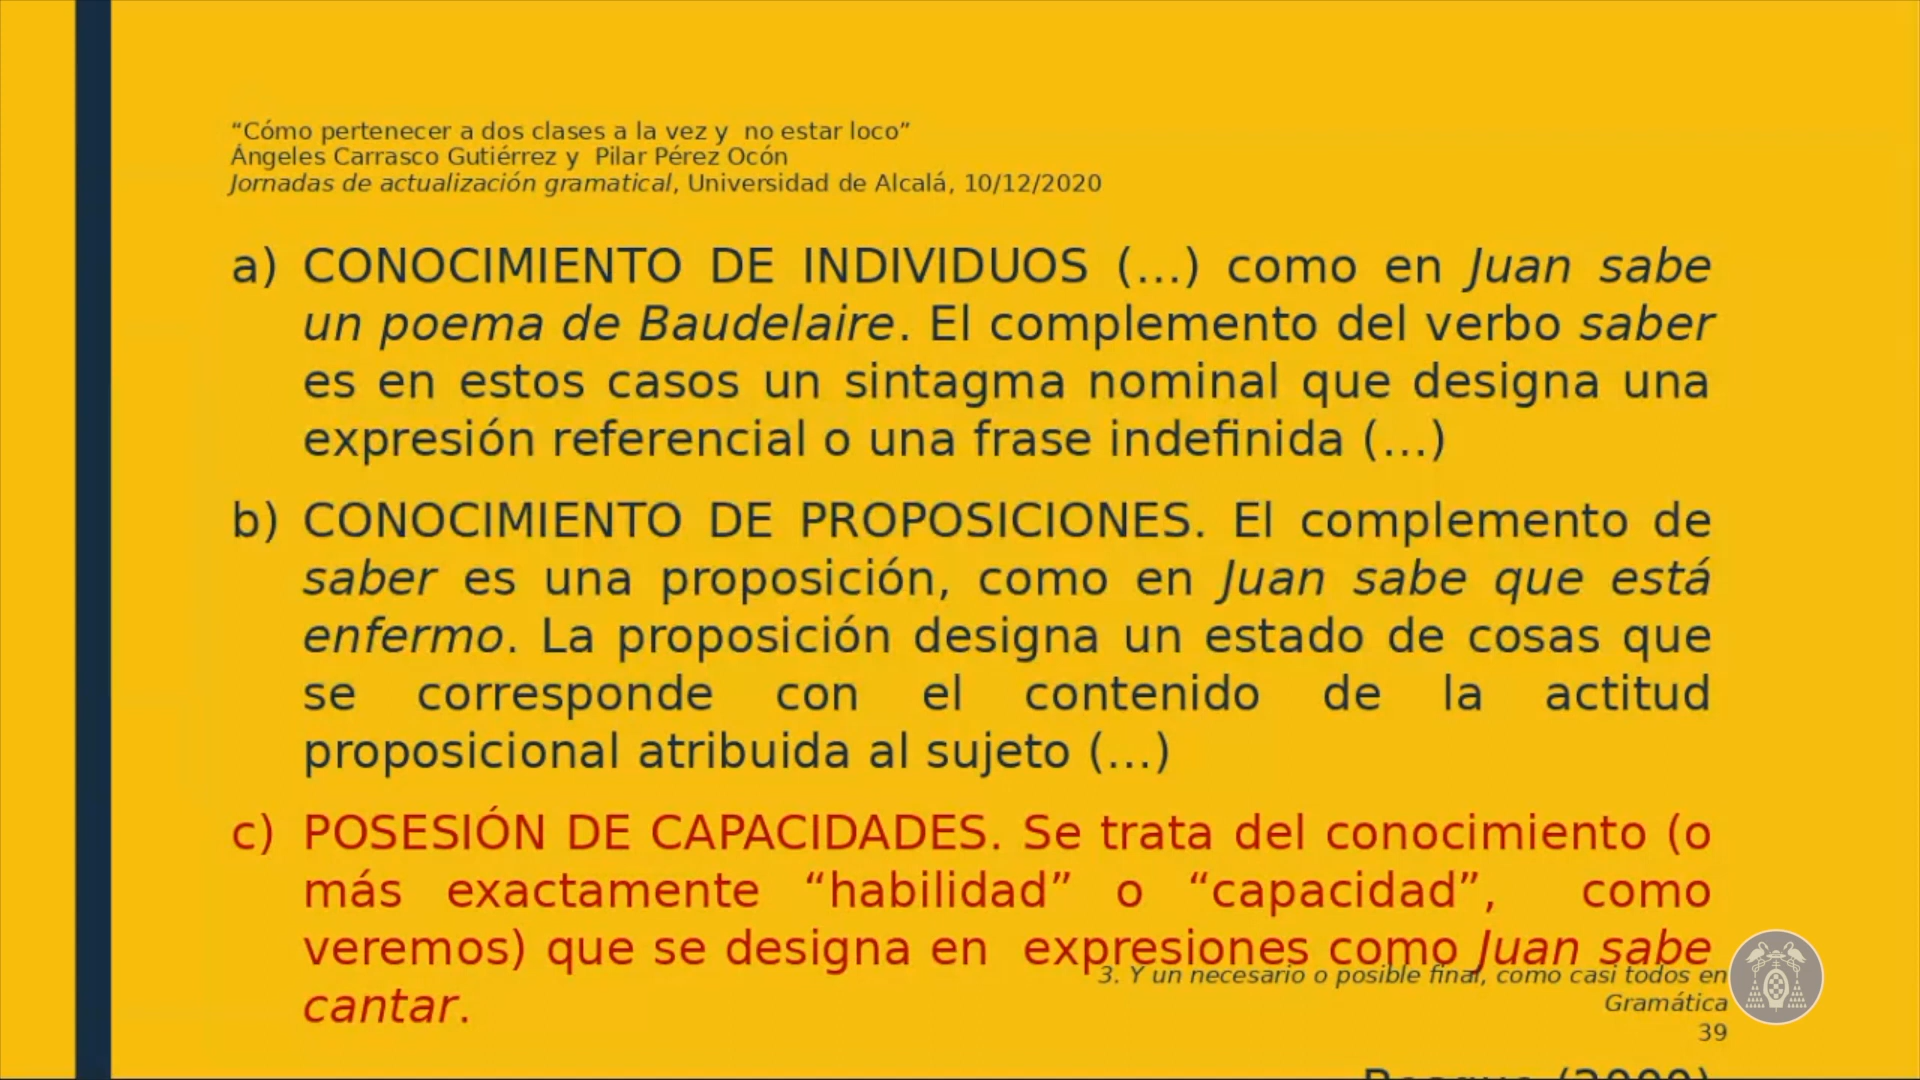 “Cómo pertenecer a dos clases a la vez y no estar loco”
Ángeles Carrasco Gutiérrez y Pilar Pérez Ocón
Jornadas de actualización gramatical, Universidad de Alcalá, 10/12/2020
a) CONOCIMIENTO DE INDIVIDUOS (…) como en Juan sabe
un poema de Baudelaire. El complemento del verbo saber
es en estos casos un sintagma nominal que designa una
expresión referencial o una frase indefinida (…)
b) CONOCIMIENTO DE PROPOSICIONES. El complemento de
saber es una proposición, como en Juan sabe que está
enfermo. La proposición designa un estado de cosas que
se corresponde con el contenido de la actitud
proposicional atribuida al sujeto (…)
c) POSESIÓN DE CAPACIDADES. Se trata del conocimiento (o
más exactamente “habilidad” o “capacidad”, como
veremos) que se designa en expresiones como Juan sabe
cantar.
3. Y un necesario o posible final, como casi todos en
Gramática
39